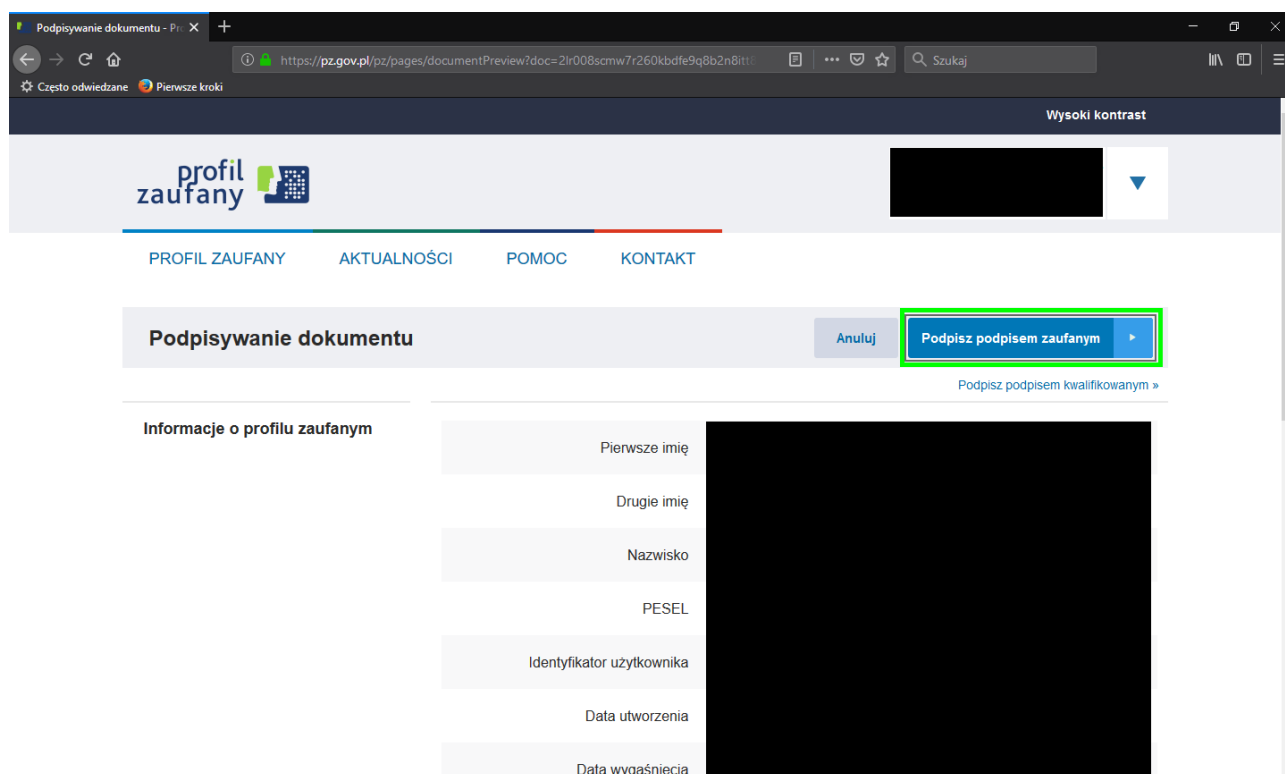 Podpisywanie dokumentu - Pr
https://pz.gov.pl/pz/pages/documentPreview?doc=2lr008scmw7r260kbdfe9q8b2n8itt
Szukaj
Często odwiedzane
Pierwsze kroki
Wysoki kontrast
profil
zaufany
PROFIL ZAUFANY AKTUALNOŚCI POMOC KONTAKT
Podpisywanie dokumentu
Anuluj
Podpisz podpisem zaufanym
Podpisz podpisem kwalifikowanym »
Informacje o profilu zaufanym
Pierwsze imię
Drugie imię
Nazwisko
PESEL
Identyfikator użytkownika
Data utworzenia
Data wygaśnięcia